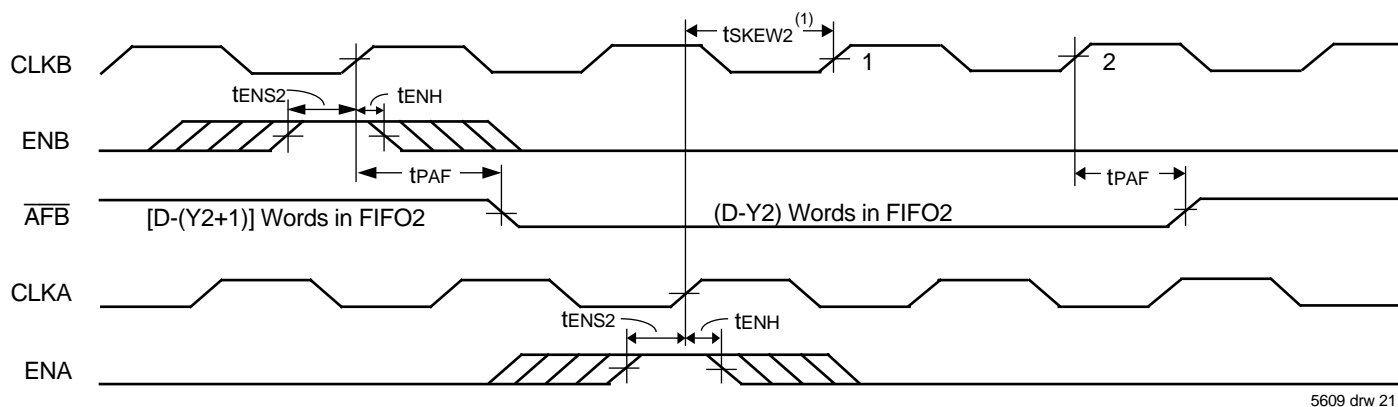 tSKEW2(1)
CLKB
1
2
tENS2
tENH
ENB
tPAF
tPAF
AFB
[D-(Y2+1)] Words in FIFO2
(D-Y2) Words in FIFO2
CLKA
tENS2
tENH
ENA
5609 drw 21